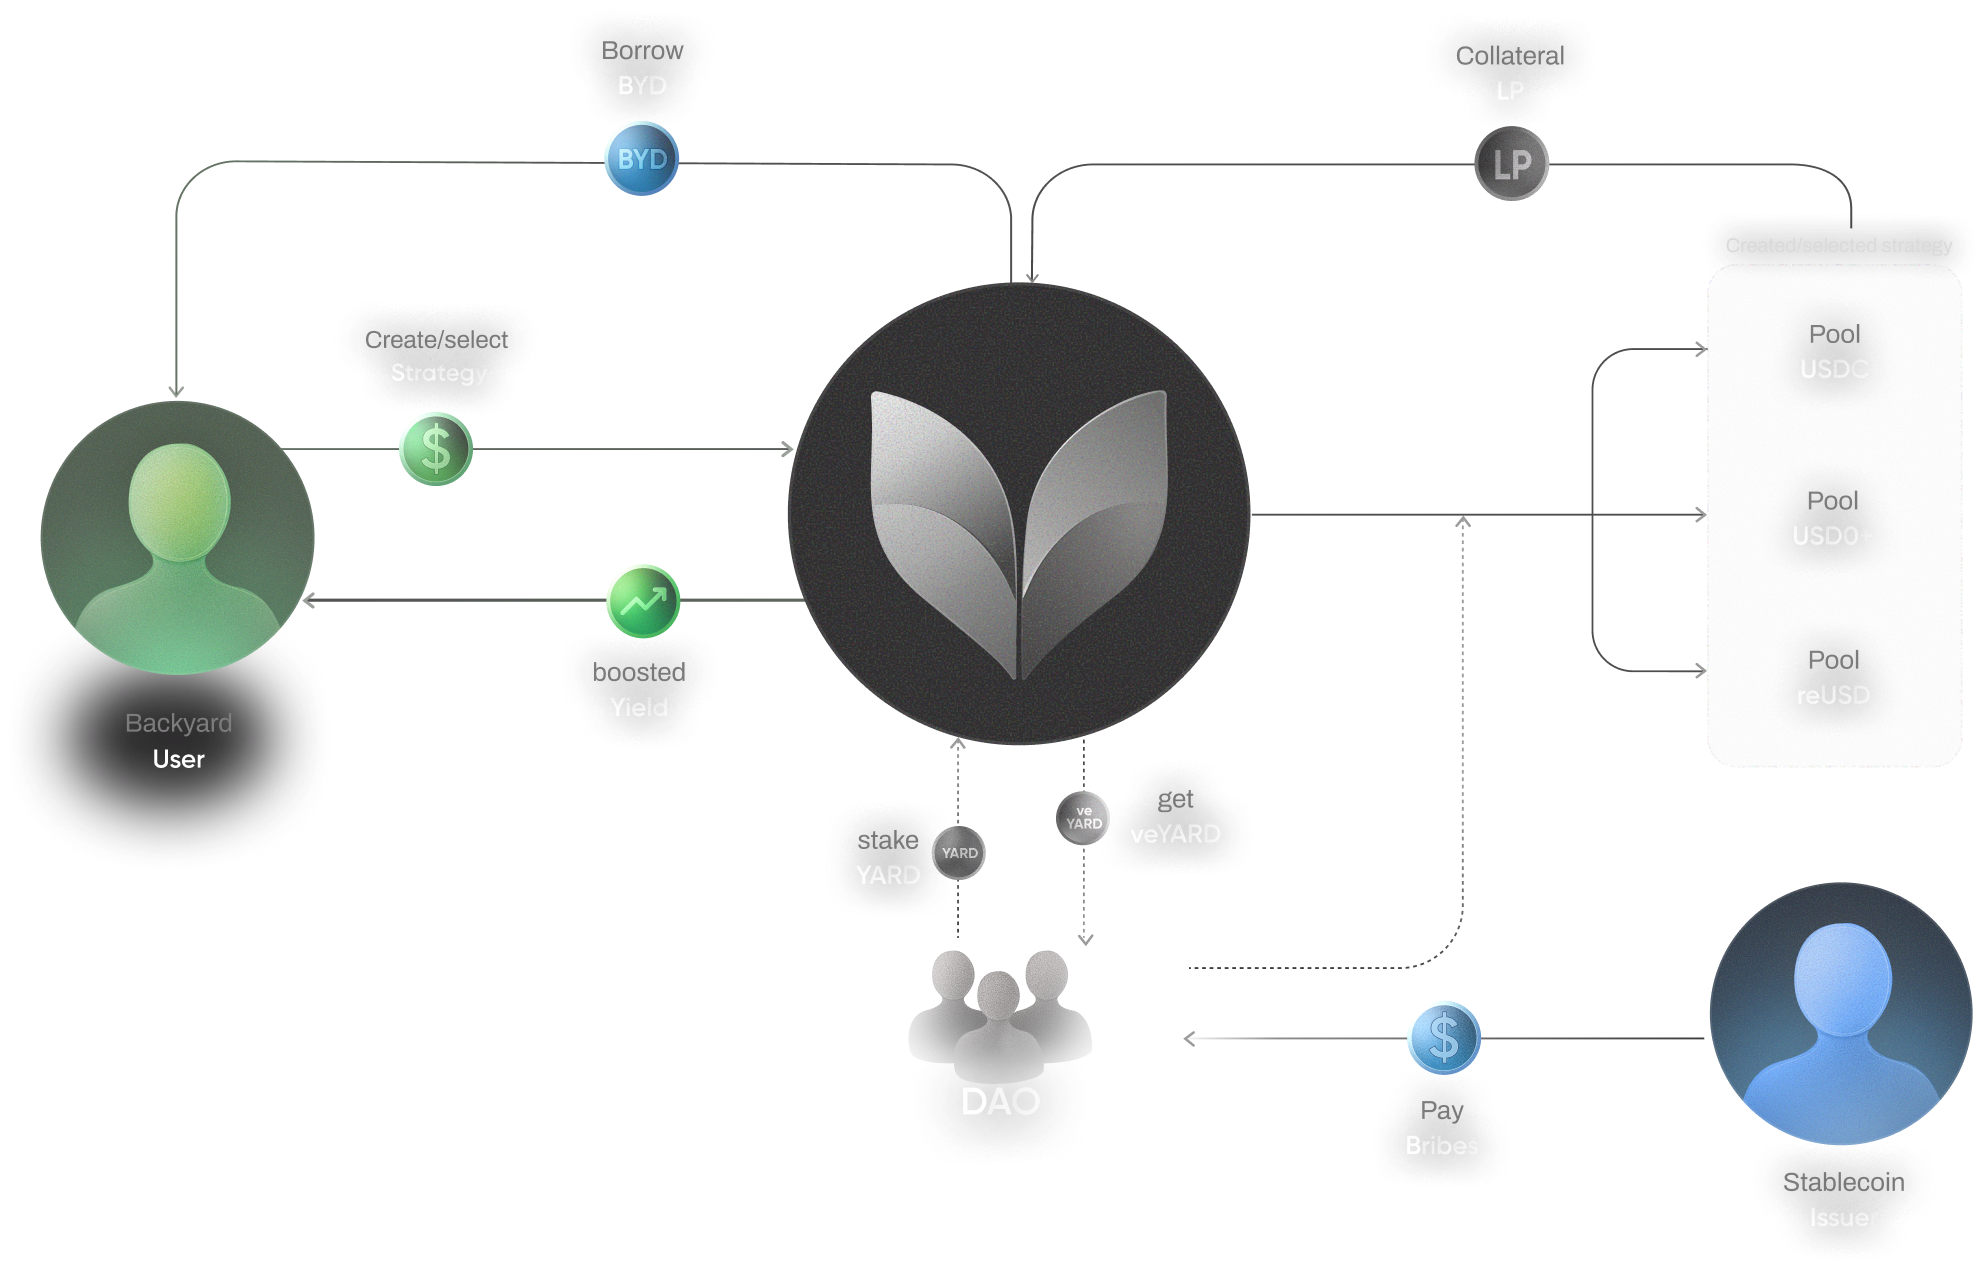 Borrow
BYD
BYD
Collateral
LP
LP
Created/selected strategy
Create/select
Strategy
$
Pool
USDC
Pool
USD0+
Pool
reUSD
boosted
Yield
Backyard
User
stake
YARD
YARD
ve
YARD
get
veYARD
DAO
$
Pay
Bribes
Stablecoin
Issuer